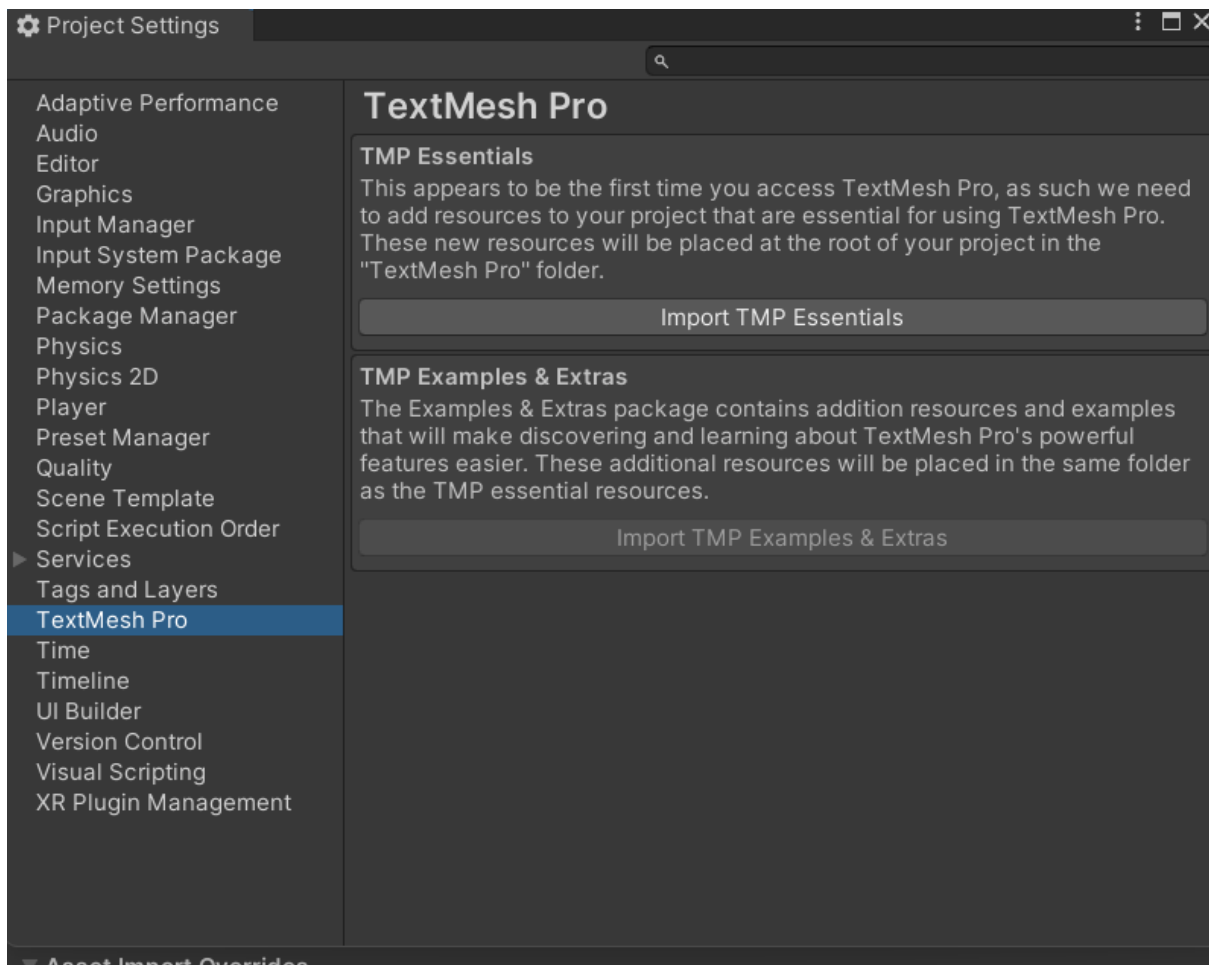 Project Settings
Adaptive Performance
Audio
Editor
Graphics
Input Manager
Input System Package
Memory Settings
Package Manager
Physics
Physics 2D
Player
Preset Manager
Quality
Scene Template
Script Execution Order
Services
Tags and Layers
TextMesh Pro
Time
Timeline
UI Builder
Version Control
Visual Scripting
XR Plugin Management
TextMesh Pro
TMP Essentials
This appears to be the first time you access TextMesh Pro, as such we need
to add resources to your project that are essential for using TextMesh Pro.
These new resources will be placed at the root of your project in the
"TextMesh Pro" folder.
Import TMP Essentials
TMP Examples & Extras
The Examples & Extras package contains addition resources and examples
that will make discovering and learning about TextMesh Pro's powerful
features easier. These additional resources will be placed in the same folder
as the TMP essential resources.
Import TMP Examples & Extras
Asset Import Overrides